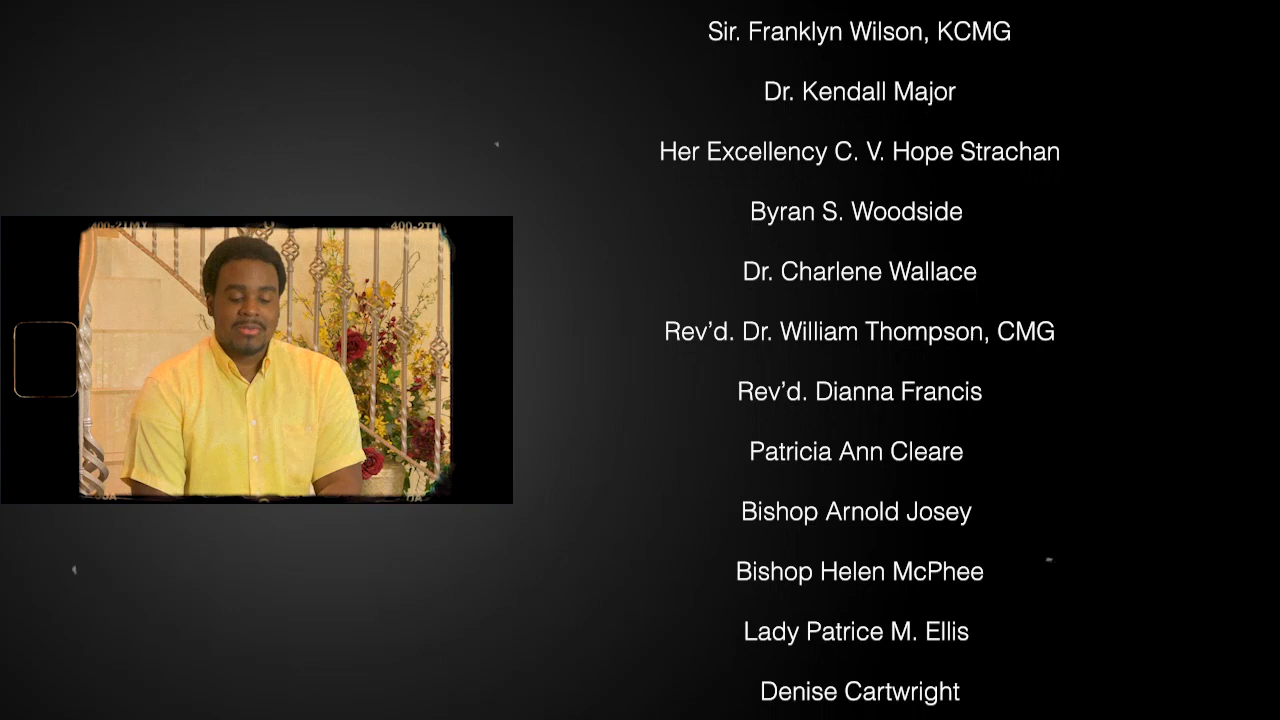 Sir. Franklyn Wilson, KCMG
Dr. Kendall Major
Her Excellency C. V. Hope Strachan
Byran S. Woodside
Dr. Charlene Wallace
Rev’d. Dr. William Thompson, CMG
Rev’d. Dianna Francis
Patricia Ann Cleare
Bishop Arnold Josey
Bishop Helen McPhee
Lady Patrice M. Ellis
Denise Cartwright